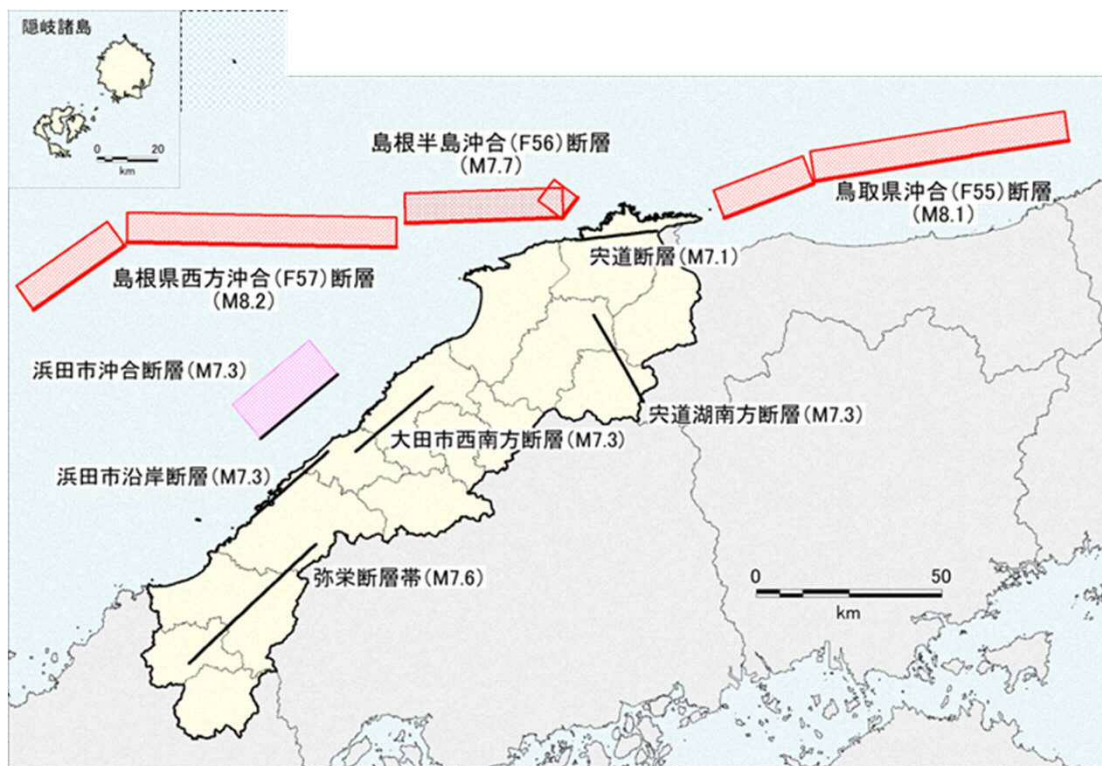 隠岐諸島
0 20
km
島根半島沖合(F56)断層
(M7.7)
鳥取県沖合(F55)断層
(M8.1)
宍道断層(M7.1)
島根県西方沖合(F57)断層
(M8.2)
浜田市沖合断層(M7.3)
宍道湖南方断層(M7.3)
大田市西南方断層(M7.3)
浜田市沿岸断層(M7.3)
弥栄断層帯(M7.6)
0 50
km